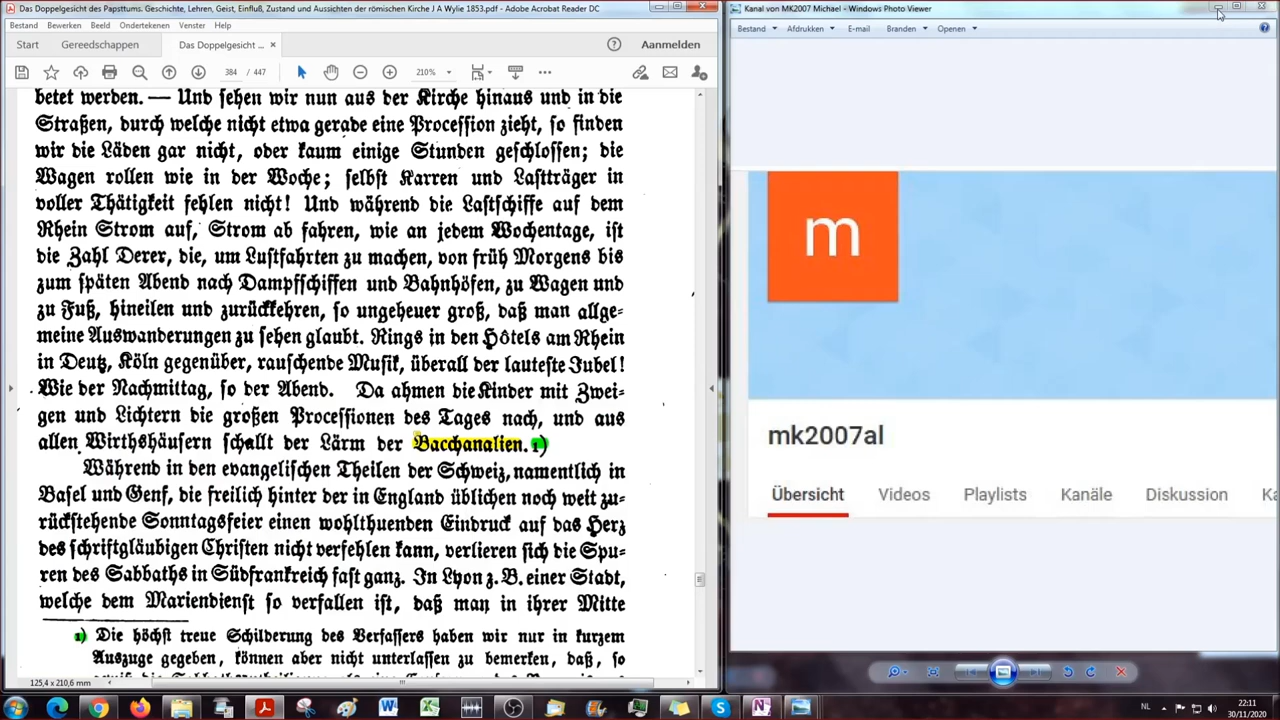 Das Doppelgesicht des Papsttums. Geschichte, Lehren, Geist, Einfluß, Zustand und Aussichten der römischen Kirche J A Wylie 1853.pdf - Adobe Acrobat Reader DC
Bestand Bewerken Beeld Ondertekenen Venster Help
Start Gereedschappen Das Doppelgesicht ... × Anmelden
384 / 447 210%
betet werden. — Und sehen wir nun aus der Kirche hinaus und in die
Straßen, durch welche nicht etwa gerade eine Procession zieht, so finden
wir die Läden gar nicht, oder kaum einige Stunden geschlossen; die
Wagen rollen wie in der Woche; selbst Karren und Lastträger in
voller Thätigkeit fehlen nicht! Und während die Lastschiffe auf dem
Rhein Strom auf, Strom ab fahren, wie an jedem Wochentage, ist
die Zahl Derer, die, um Lustfahrten zu machen, von früh Morgens bis
zum späten Abend nach Dampfschiffen und Bahnhöfen, zu Wagen und
zu Fuß, hineilen und zurückkehren, so ungeheuer groß, daß man allge-
meine Auswanderungen zu sehen glaubt. Rings in den Hôtels am Rhein
in Deutz, Köln gegenüber, rauschende Musik, überall der lauteste Jubel!
Wie der Nachmittag, so der Abend. Da ahmen die Kinder mit Zwei-
gen und Lichtern die großen Processionen des Tages nach, und aus
allen Wirthshäusern schallt der Lärm der Bacchanalien. 1)
Während in den evangelischen Theilen der Schweiz, namentlich in
Basel und Genf, die freilich hinter der in England üblichen noch weit zu-
rückstehende Sonntagsfeier einen wohlthuenden Eindruck auf das Herz
des schriftgläubigen Christen nicht verfehlen kann, verlieren sich die Spu-
ren des Sabbaths in Südfrankreich fast ganz. In Lyon z. B. einer Stadt,
welche dem Mariendienst so verfallen ist, daß man in ihrer Mitte
1) Die höchst treue Schilderung des Verfassers haben wir nur in kurzem
Auszuge gegeben, können aber nicht unterlassen zu bemerken, daß, so
125,4 x 210,6 mm
Kanal von MK2007 Michael - Windows Photo Viewer
Bestand Afdrukken E-mail Branden Openen
m
mk2007al
Übersicht Videos Playlists Kanäle Diskussion Ka
NL 22:11
30/11/2020